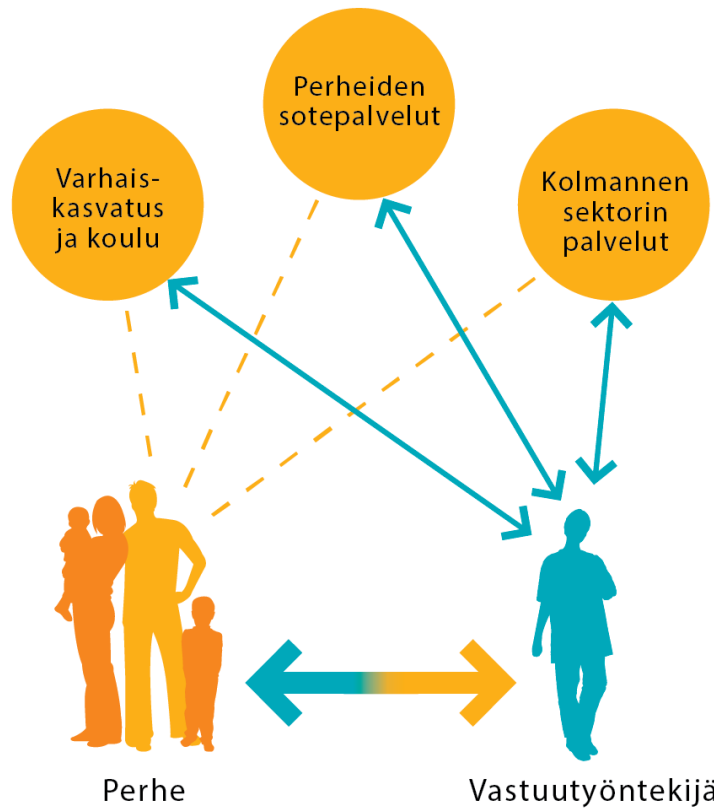 Perheiden
sotepalvelut
Varhais-
kasvatus
ja koulu
Kolmannen
sektorin
palvelut
Perhe
Vastuutyöntekijä